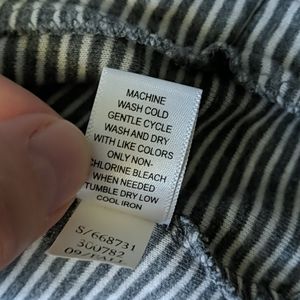 MACHINE
WASH COLD
GENTLE CYCLE
WASH AND DRY
WITH LIKE COLORS
ONLY NON-
CHLORINE BLEACH
WHEN NEEDED
TUMBLE DRY LOW
COOL IRON
S/668731
300782